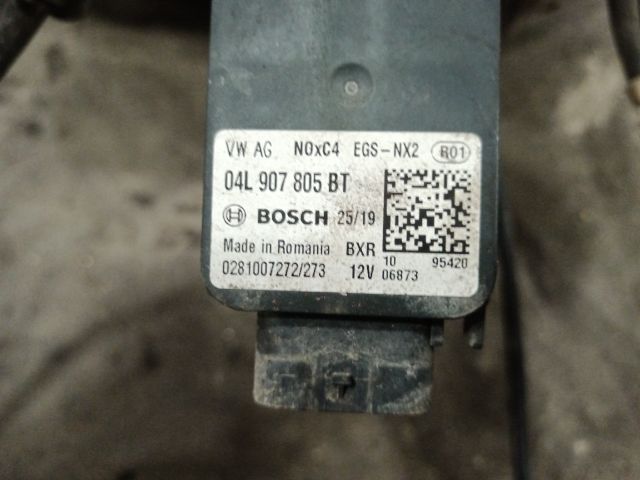 VW AG NOxC4 EGS-NX2 R01
04L 907 805 BT
BOSCH 25/19
Made in Romania BXR
0281007272/273 12V
10 95420
06873